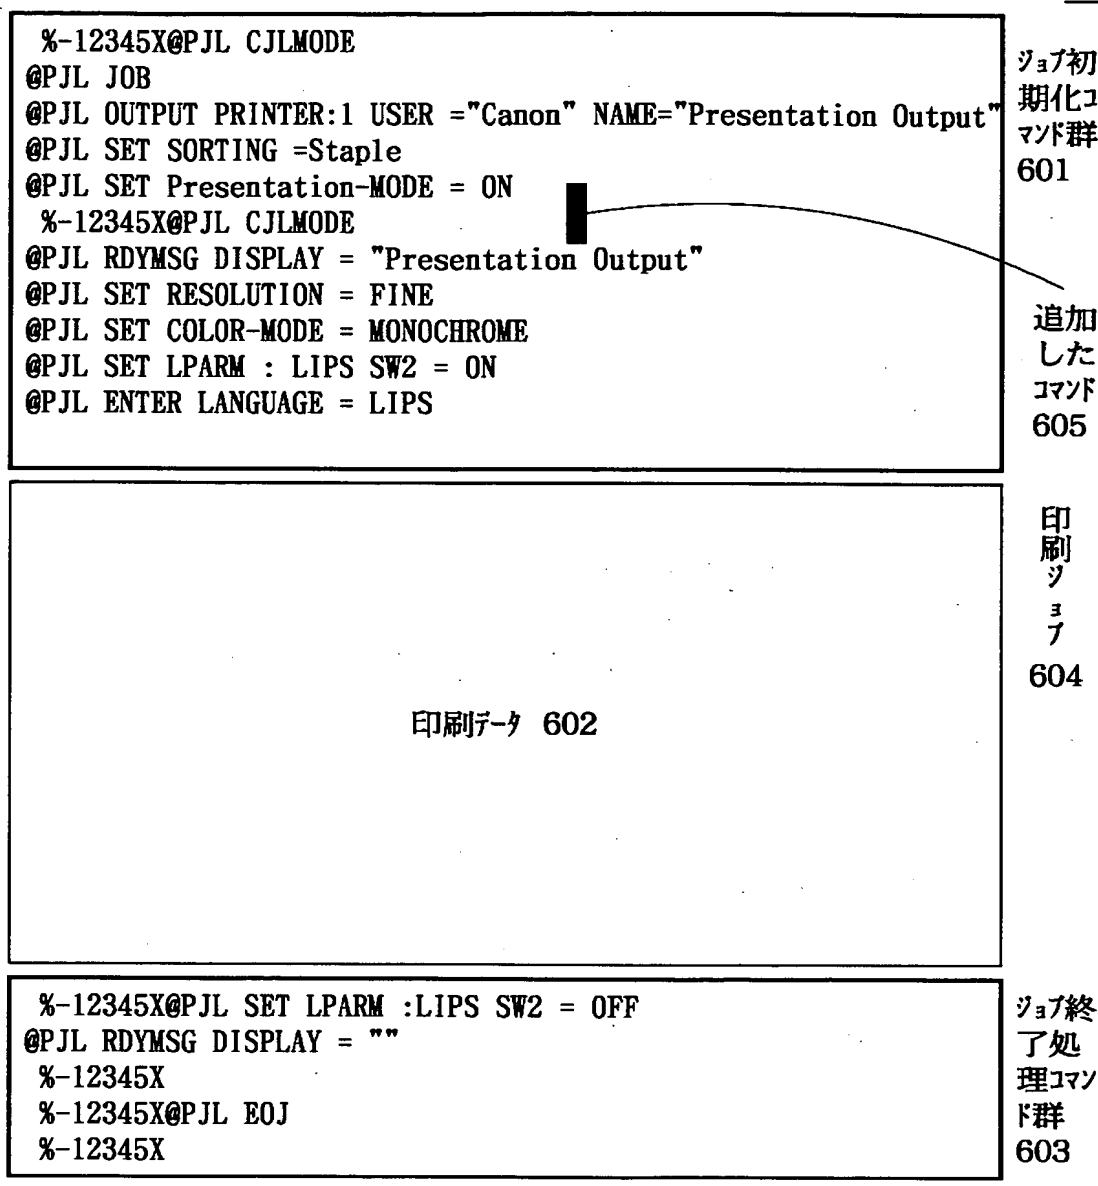 %-12345X@PJL CJLMODE
@PJL JOB
@PJL OUTPUT PRINTER:1 USER ="Canon" NAME="Presentation Output"
@PJL SET SORTING =Staple
@PJL SET Presentation-MODE = ON
%-12345X@PJL CJLMODE
@PJL RDYMSG DISPLAY = "Presentation Output"
@PJL SET RESOLUTION = FINE
@PJL SET COLOR-MODE = MONOCHROME
@PJL SET LPARM : LIPS SW2 = ON
@PJL ENTER LANGUAGE = LIPS
ジョブ初
期化コ
マンド群
601
追加
した
コマンド
605
印刷データ 602
印刷ジョブ
604
%-12345X@PJL SET LPARM :LIPS SW2 = OFF
@PJL RDYMSG DISPLAY = ""
%-12345X
%-12345X@PJL EOJ
%-12345X
ジョブ終
了処
理コマン
ド群
603